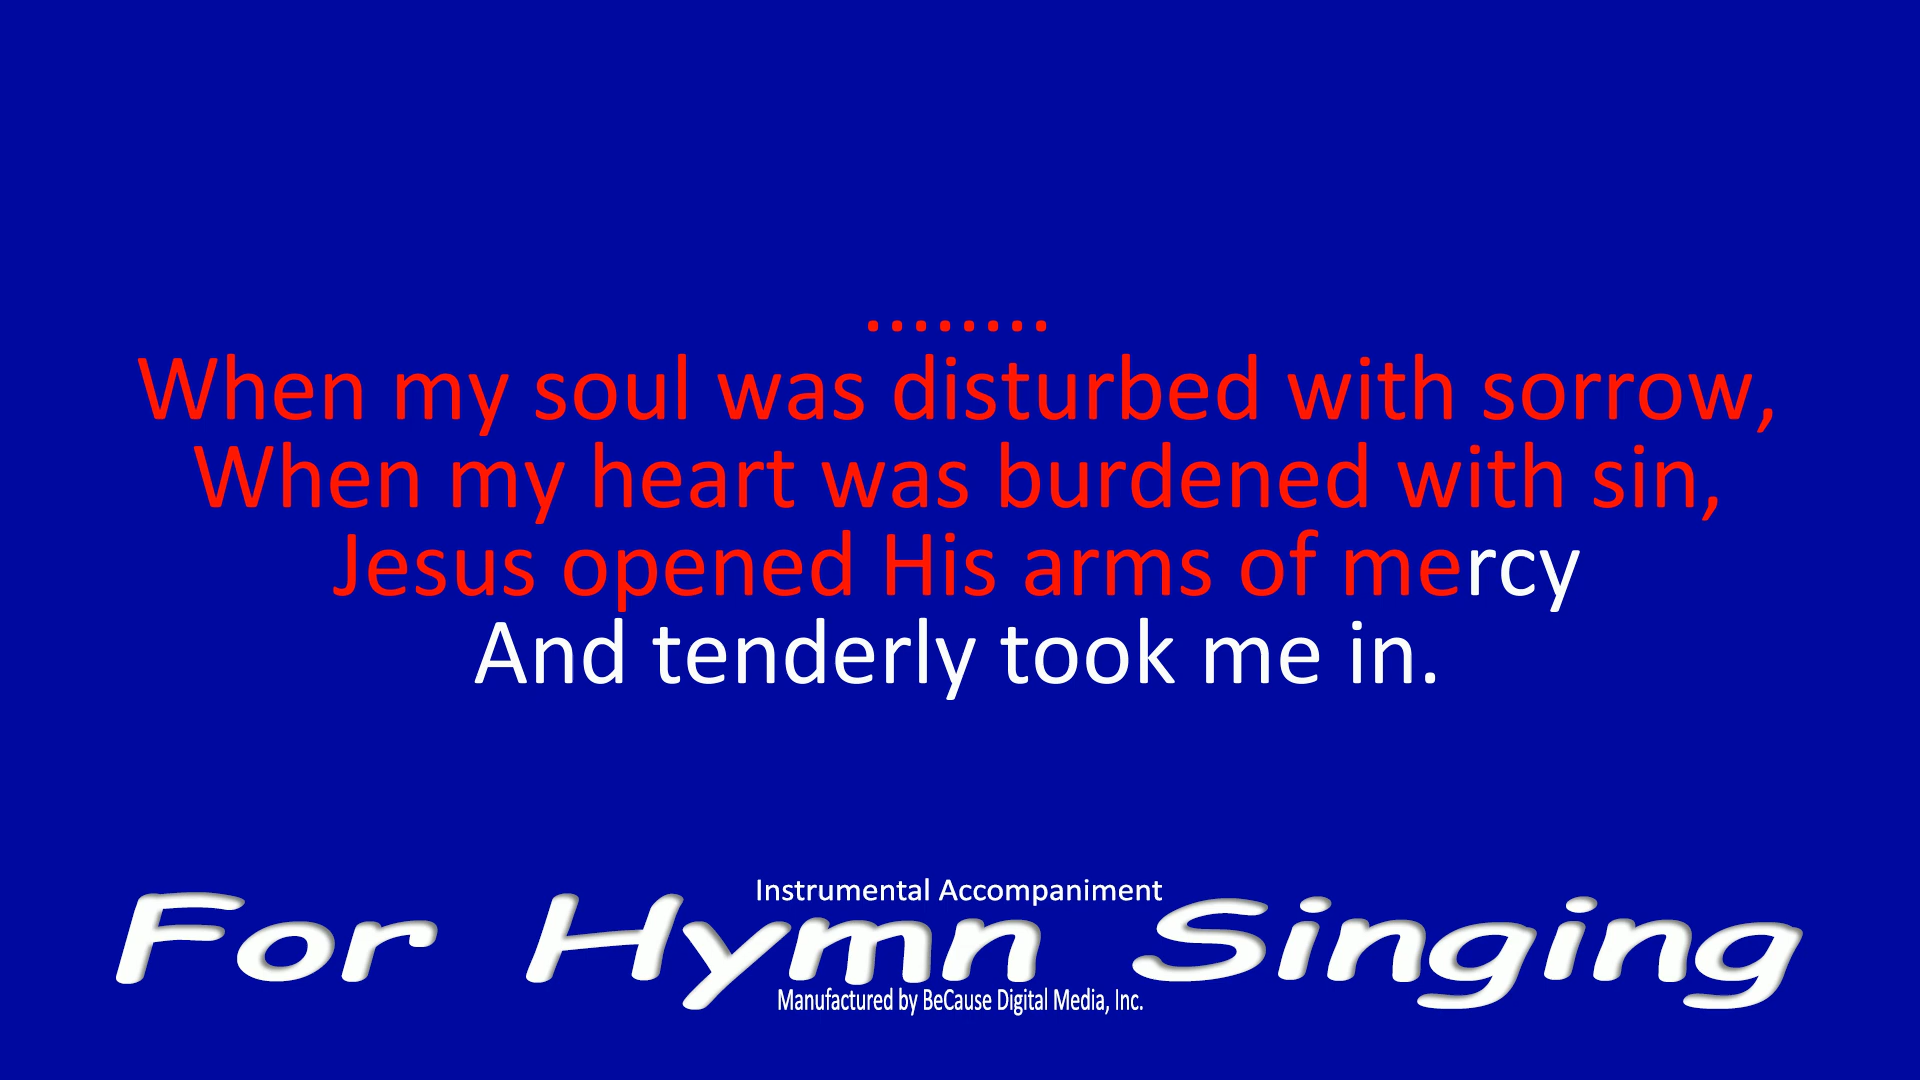 ........
When my soul was disturbed with sorrow,
When my heart was burdened with sin,
Jesus opened His arms of mercy
And tenderly took me in.
Instrumental Accompaniment
For Hymn Singing
Manufactured by BeCause Digital Media, Inc.